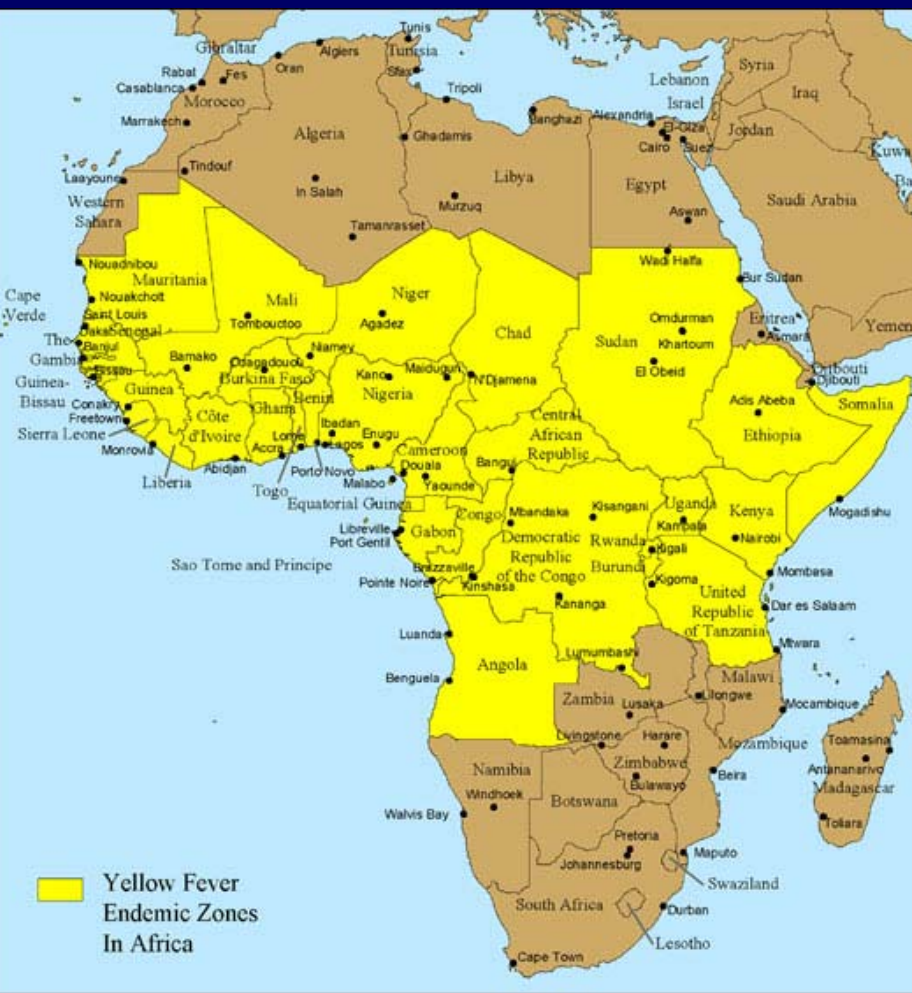 Tunis
Gibraltar
Algiers
Tunisia
Oran
Sfax
Rabat
Fes
Casablanca
Morocco
Tripoli
Lebanon
Syria
Iraq
Israel
Marrakech
Algeria
Ghadamis
Banghazi
Alexandria
El-Giza
Cairo
Suez
Jordan
Kuwa
Tindouf
Laayoune
In Salah
Libya
Egypt
Saudi Arabia
Ba
Western
Sahara
Murzuq
Aswan
Tamanrasset
Nouadnibou
Wadi Halfa
Mauritania
Bur Sudan
Cape
Verde
Nouakchott
Mali
Niger
Saint Louis
Tombouctoo
Agadez
Chad
Omdurman
Eritrea
Yemen
Daka
Senegal
The
Gambia
Banjul
Sudan
Khartoum
Asmara
Niamey
Bamako
Ouagadouou
Kano
Maiduguri
N'Djamena
El Obeid
Djibouti
Djibouti
Guinea-
Bissau
Bissau
Guinea
Burkina Faso
Benin
Nigeria
Adis Abeba
Somalia
Conakry
Freetown
Côte
d'Ivoire
Ghana
Ibadan
Enugu
Central
African
Republic
Ethiopia
Sierra Leone
Monrovia
Abidjan
Accra
Lome
Lagos
Cameroon
Bangui
Liberia
Togo
Porto Novo
Malabo
Douala
Yaounde
Mogadishu
Equatorial Guinea
Congo
Mbandaka
Kisangani
Uganda
Kampala
Kenya
Libreville
Gabon
Port Gentil
Democratic
Republic
of the Congo
Rwanda
Kigali
Nairobi
Sao Tome and Principe
Brazzaville
Burundi
Pointe Noire
Kinshasa
Kigoma
Mombasa
Kananga
United
Republic
of Tanzania
Dar es Salaam
Luanda
Mtwara
Lumumbashi
Angola
Benguela
Malawi
Zambia
Lilongwe
Lusaka
Mocambique
Livingstone
Harare
Mozambique
Toamasina
Namibia
Zimbabwe
Antananarivo
Bulawayo
Beira
Madagascar
Windhoek
Botswana
Walvis Bay
Toliara
Pretoria
Johannesburg
Maputo
Swaziland
South Africa
Durban
Lesotho
Cape Town
Yellow Fever
Endemic Zones
In Africa